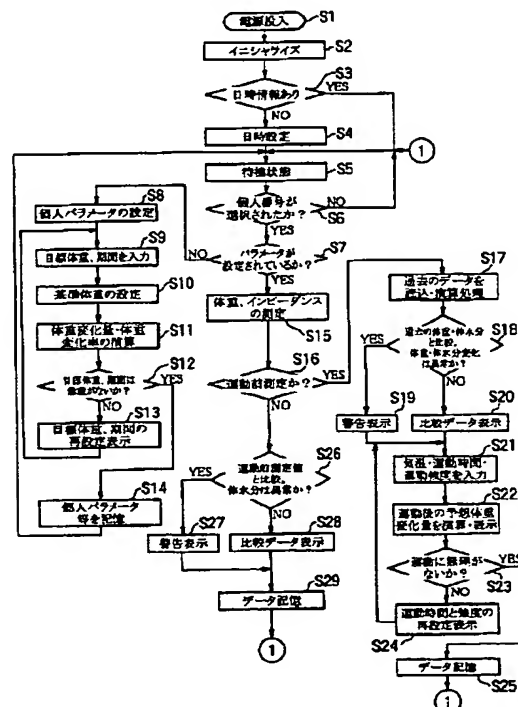 電源投入
S1
イニシャライズ
S2
日時情報あり
S3
YES
NO
日時設定
S4
1
待機状態
S5
個人番号が
選択されたか?
NO
S6
YES
パラメータが
設定されているか?
S7
NO
YES
個人パラメータの設定
S8
目標体重、期間を入力
S9
基準体重の設定
S10
体重変化量・体重
変化率の演算
S11
目標体重、期間は
無理がないか?
S12
YES
NO
目標体重、期間の
再設定表示
S13
個人パラメータ
等を記憶
S14
体重、インピーダンス
の測定
S15
運動前測定か?
S16
YES
NO
過去のデータを
読込・演算処理
S17
過去の体重・体水分
と比較。
体重・体水分変化
は異常か?
S18
YES
NO
警告表示
S19
比較データ表示
S20
気温・運動時間・
運動強度を入力
S21
運動後の予想体重
変化量を演算・表示
S22
運動に無理が
ないか?
YES
S23
NO
運動時間と強度の
再設定表示
S24
データ記憶
S25
1
運動前測定値
と比較。
体水分は異常か?
S26
YES
NO
警告表示
S27
比較データ表示
S28
データ記憶
S29
1